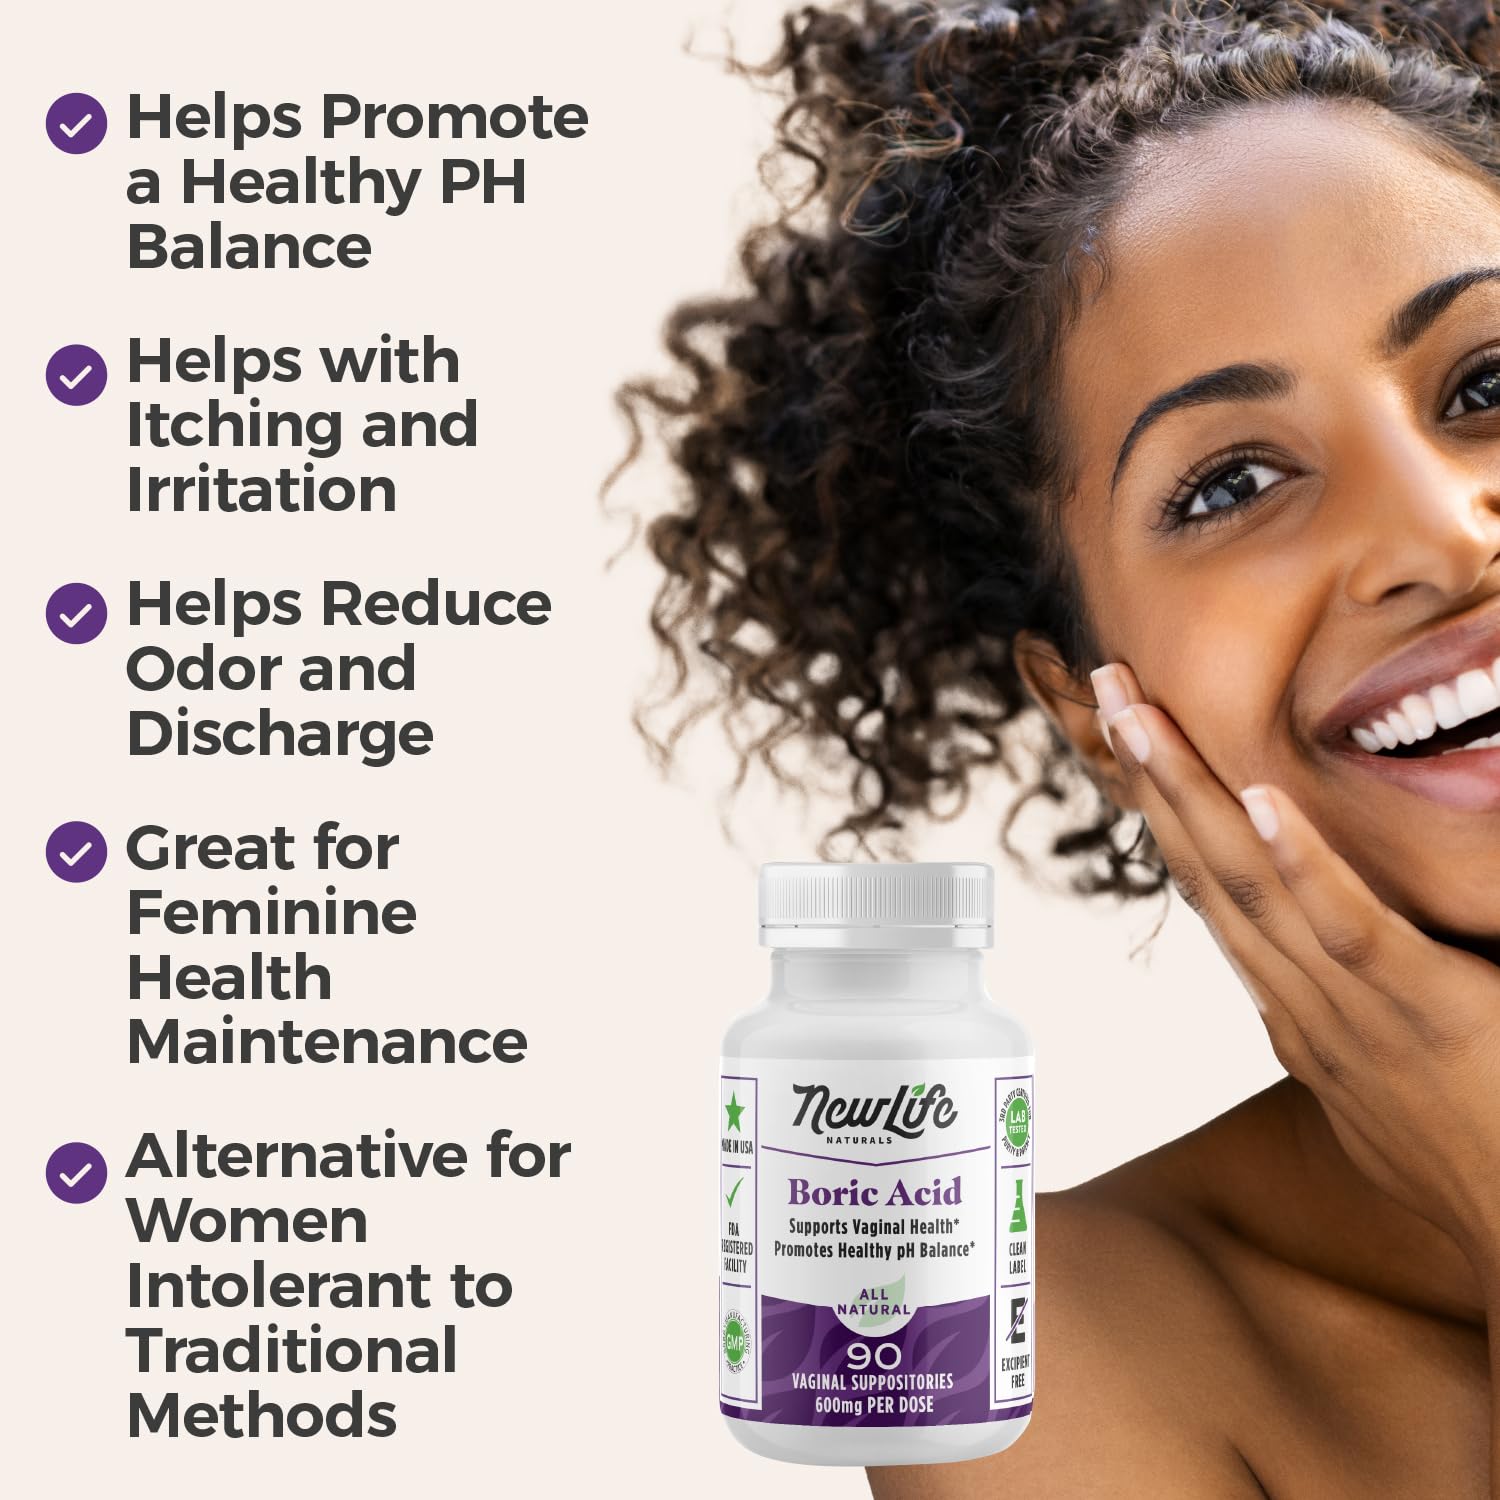 Helps Promote
a Healthy PH
Balance
Helps with
Itching and
Irritation
Helps Reduce
Odor and
Discharge
Great for
Feminine
Health
Maintenance
Alternative for
Women
Intolerant to
Traditional
Methods
NewLife
NATURALS
Boric Acid
Supports Vaginal Health*
Promotes Healthy pH Balance*
ALL
NATURAL
90
VAGINAL SUPPOSITORIES
600mg PER DOSE
MADE IN USA
FDA
REGISTERED
FACILITY
GMP
LAB
TESTED
CLEAN
LABEL
E
EXCIPIENT
FREE